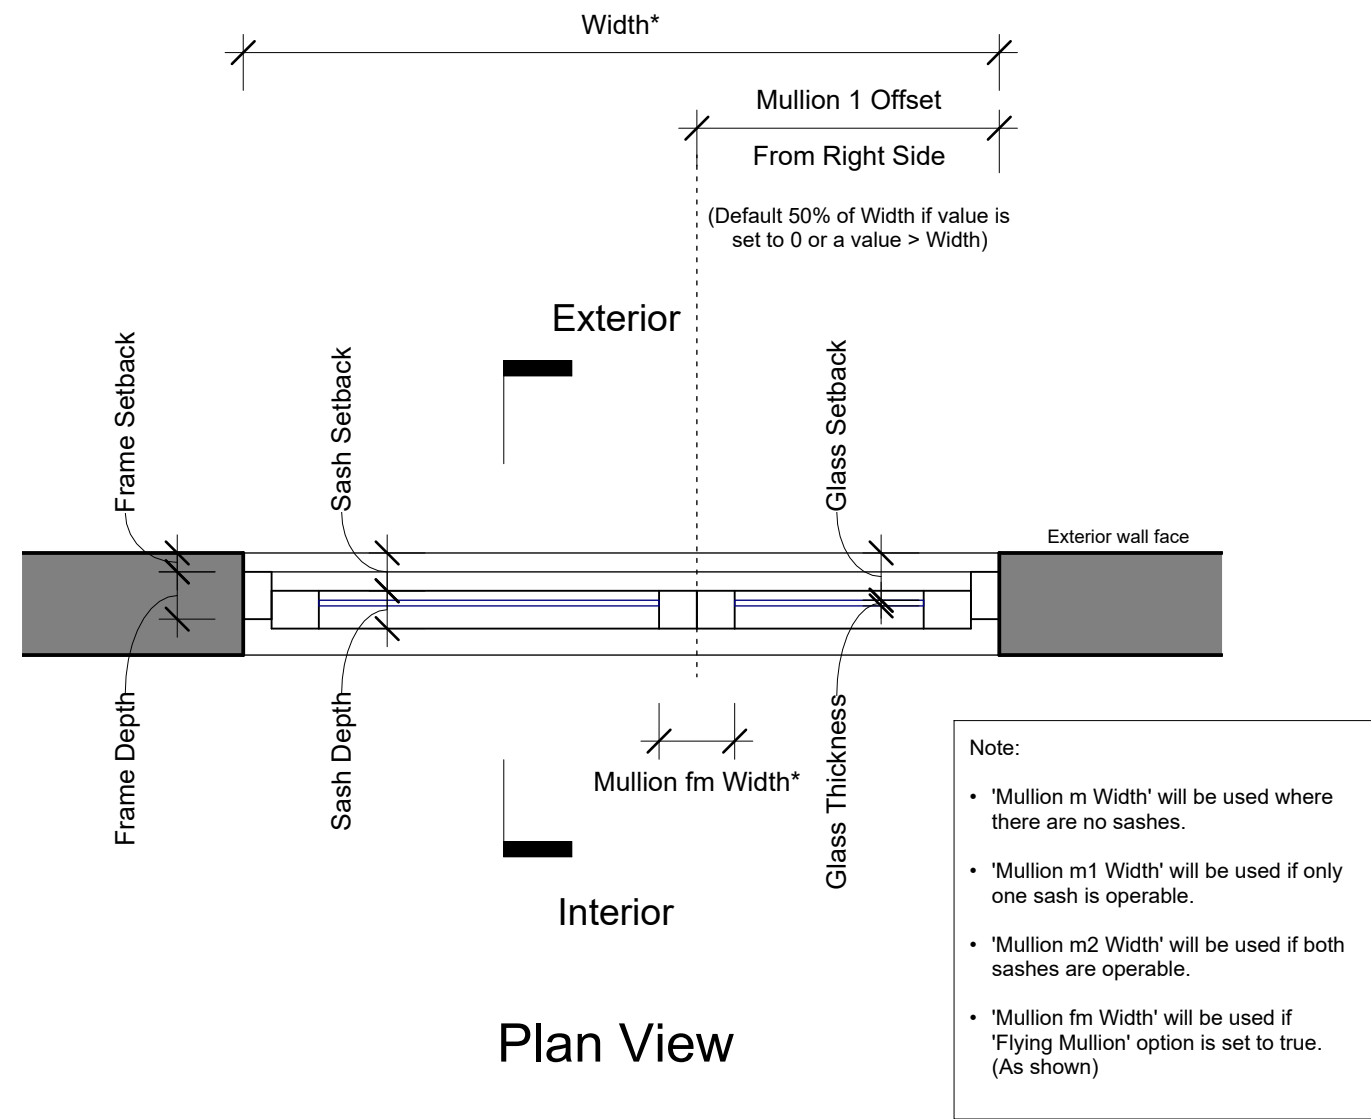 Width*
Mullion 1 Offset
From Right Side
(Default 50% of Width if value is
set to 0 or a value > Width)
Exterior
Frame Setback
Sash Setback
Glass Setback
Exterior wall face
Frame Depth
Sash Depth
Mullion fm Width*
Glass Thickness
Interior
Plan View
Note:
• 'Mullion m Width' will be used where
there are no sashes.
• 'Mullion m1 Width' will be used if only
one sash is operable.
• 'Mullion m2 Width' will be used if both
sashes are operable.
• 'Mullion fm Width' will be used if
'Flying Mullion' option is set to true.
(As shown)